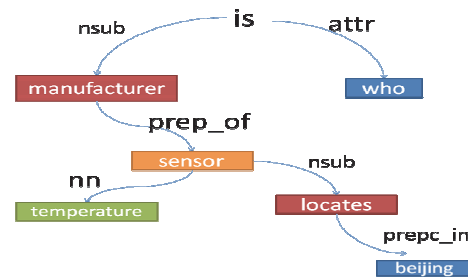 is
nsub
attr
manufacturer
who
prep_of
sensor
nn
nsub
temperature
locates
prepc_in
beijing